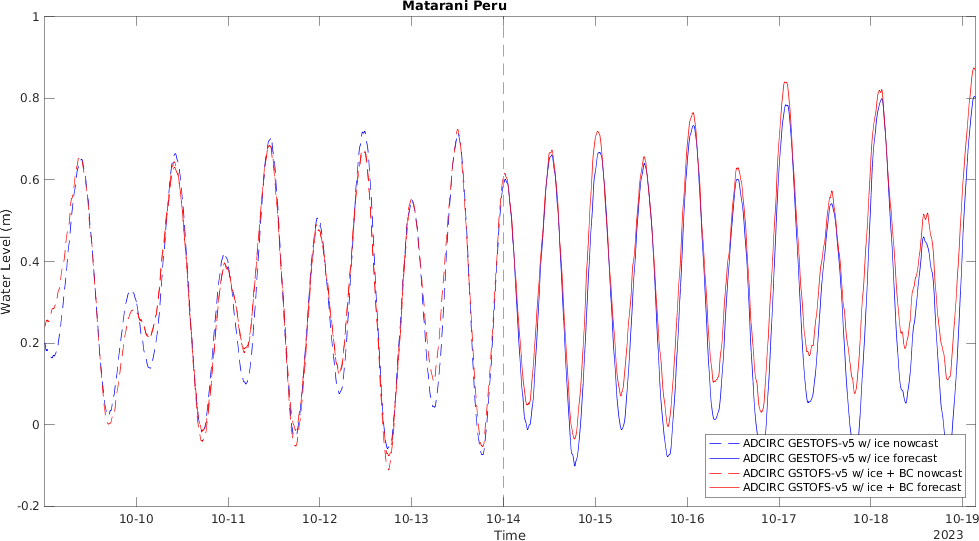 Matarani Peru
Water Level (m)
1
0.8
0.6
0.4
0.2
0
-0.2
10-10 10-11 10-12 10-13 10-14 10-15 10-16 10-17 10-18 10-19
Time
2023
ADCIRC GESTOFS-v5 w/ ice nowcast
ADCIRC GESTOFS-v5 w/ ice forecast
ADCIRC GSTOFS-v5 w/ ice + BC nowcast
ADCIRC GSTOFS-v5 w/ ice + BC forecast